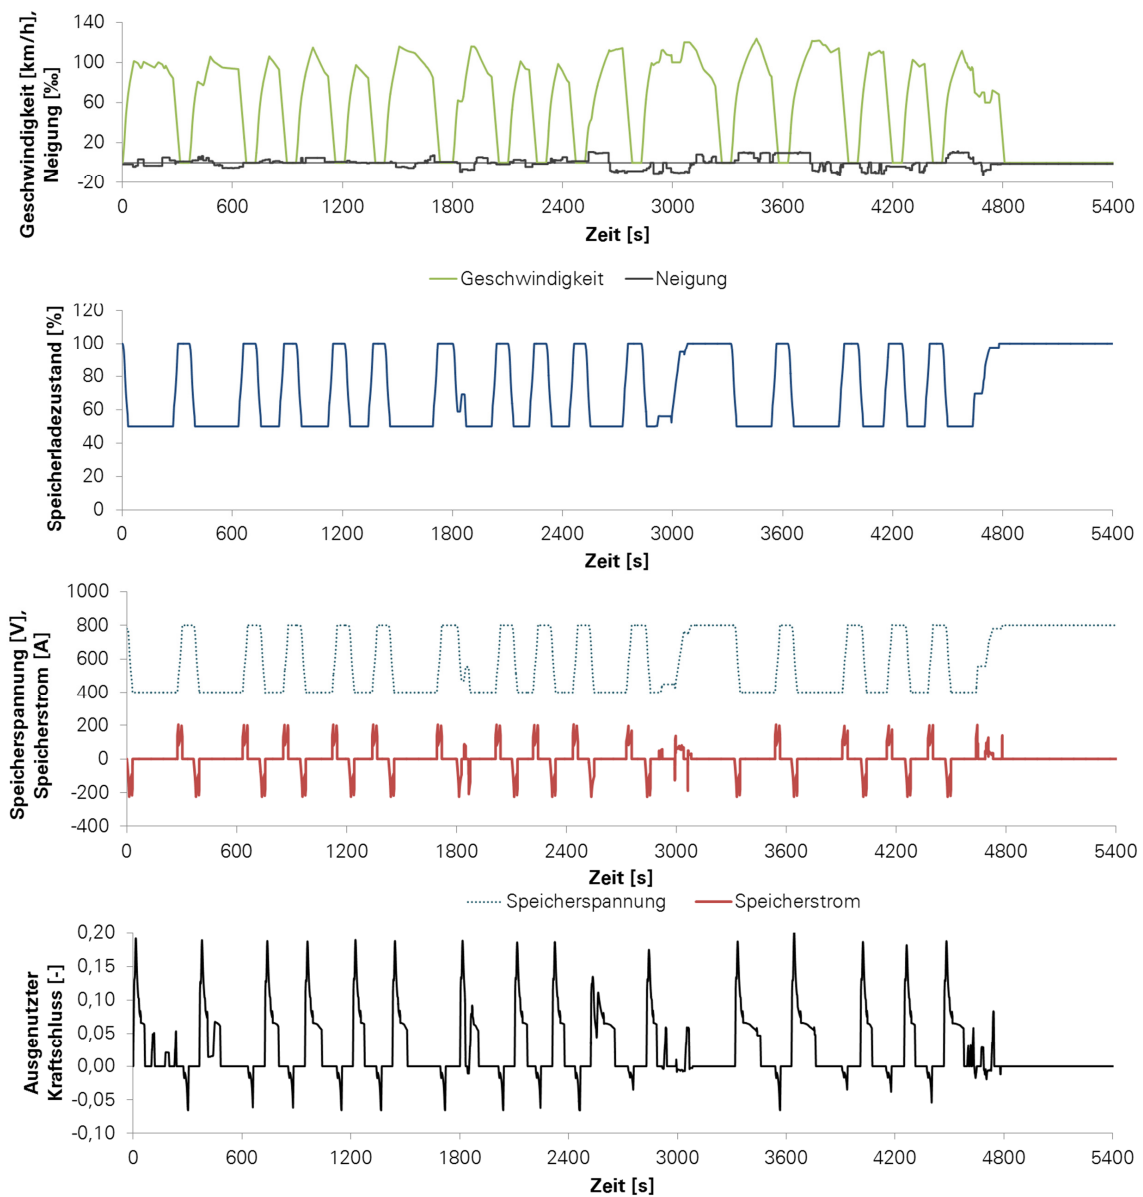 Geschwindigkeit [km/h],
Neigung [‰]
140
100
60
20
-20
0 600 1200 1800 2400 3000 3600 4200 4800 5400
Zeit [s]
Geschwindigkeit Neigung
Speicherladezustand [%]
120
100
80
60
40
20
0
0 600 1200 1800 2400 3000 3600 4200 4800 5400
Zeit [s]
Speicherspannung [V],
Speicherstrom [A]
1000
800
600
400
200
0
-200
-400
0 600 1200 1800 2400 3000 3600 4200 4800 5400
Zeit [s]
Speicherspannung Speicherstrom
Ausgenutzter
Kraftschluss [-]
0,20
0,15
0,10
0,05
0,00
-0,05
-0,10
0 600 1200 1800 2400 3000 3600 4200 4800 5400
Zeit [s]